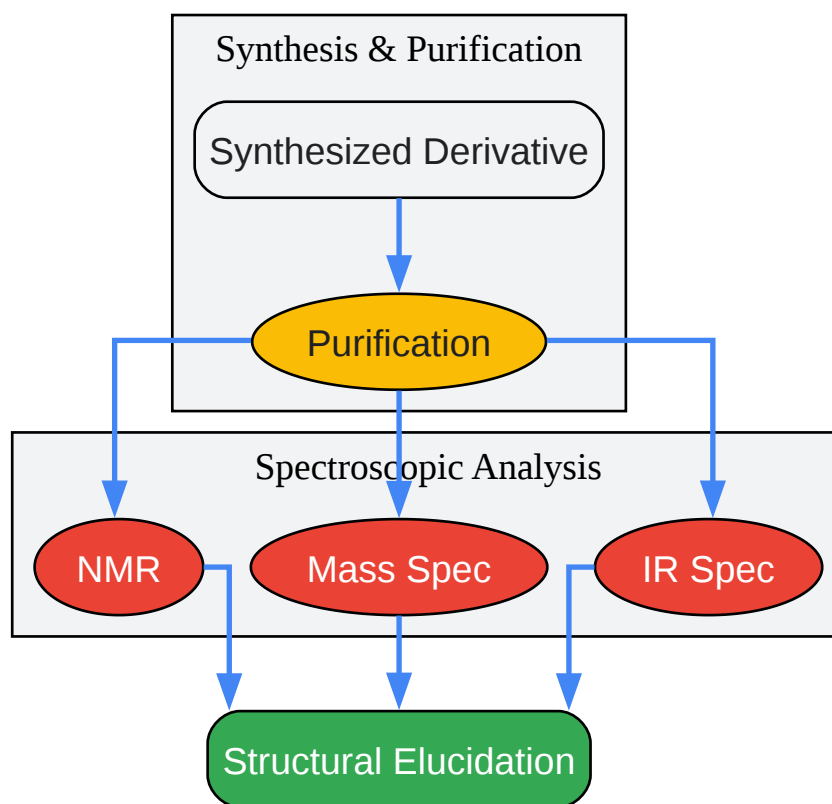 Synthesis & Purification
Synthesized Derivative
Purification
Spectroscopic Analysis
NMR
Mass Spec
IR Spec
Structural Elucidation